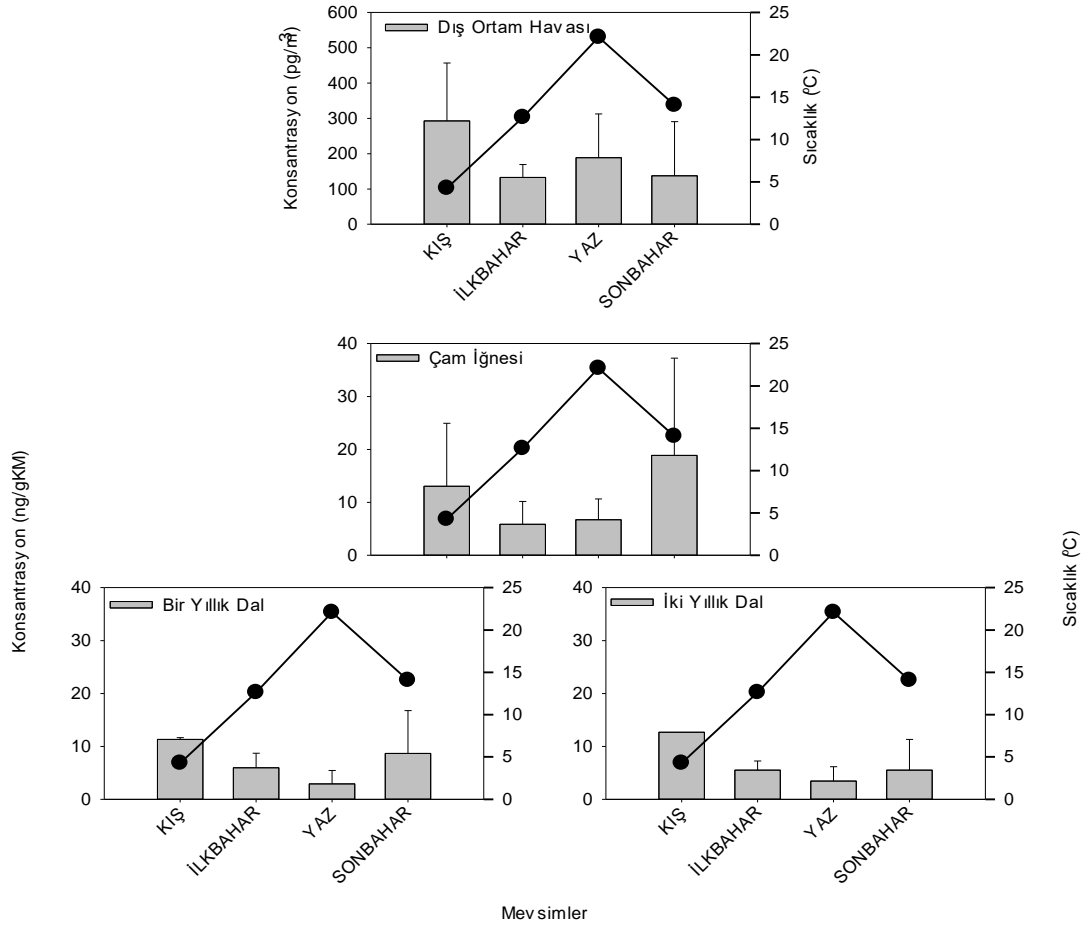 Dış Ortam Havası
Konsantrasyon (pg/m³)
600
500
400
300
200
100
0
25
20
15
10
5
0
Sıcaklık (ºC)
KIŞ
İLKBAHAR
YAZ
SONBAHAR
Çam İğnesi
40
30
20
10
0
25
20
15
10
5
0
Konsantrasyon (ng/gKM)
Sıcaklık (ºC)
Bir Yıllık Dal
40
30
20
10
0
25
20
15
10
5
0
KIŞ
İLKBAHAR
YAZ
SONBAHAR
İki Yıllık Dal
40
30
20
10
0
25
20
15
10
5
0
KIŞ
İLKBAHAR
YAZ
SONBAHAR
Mevsimler